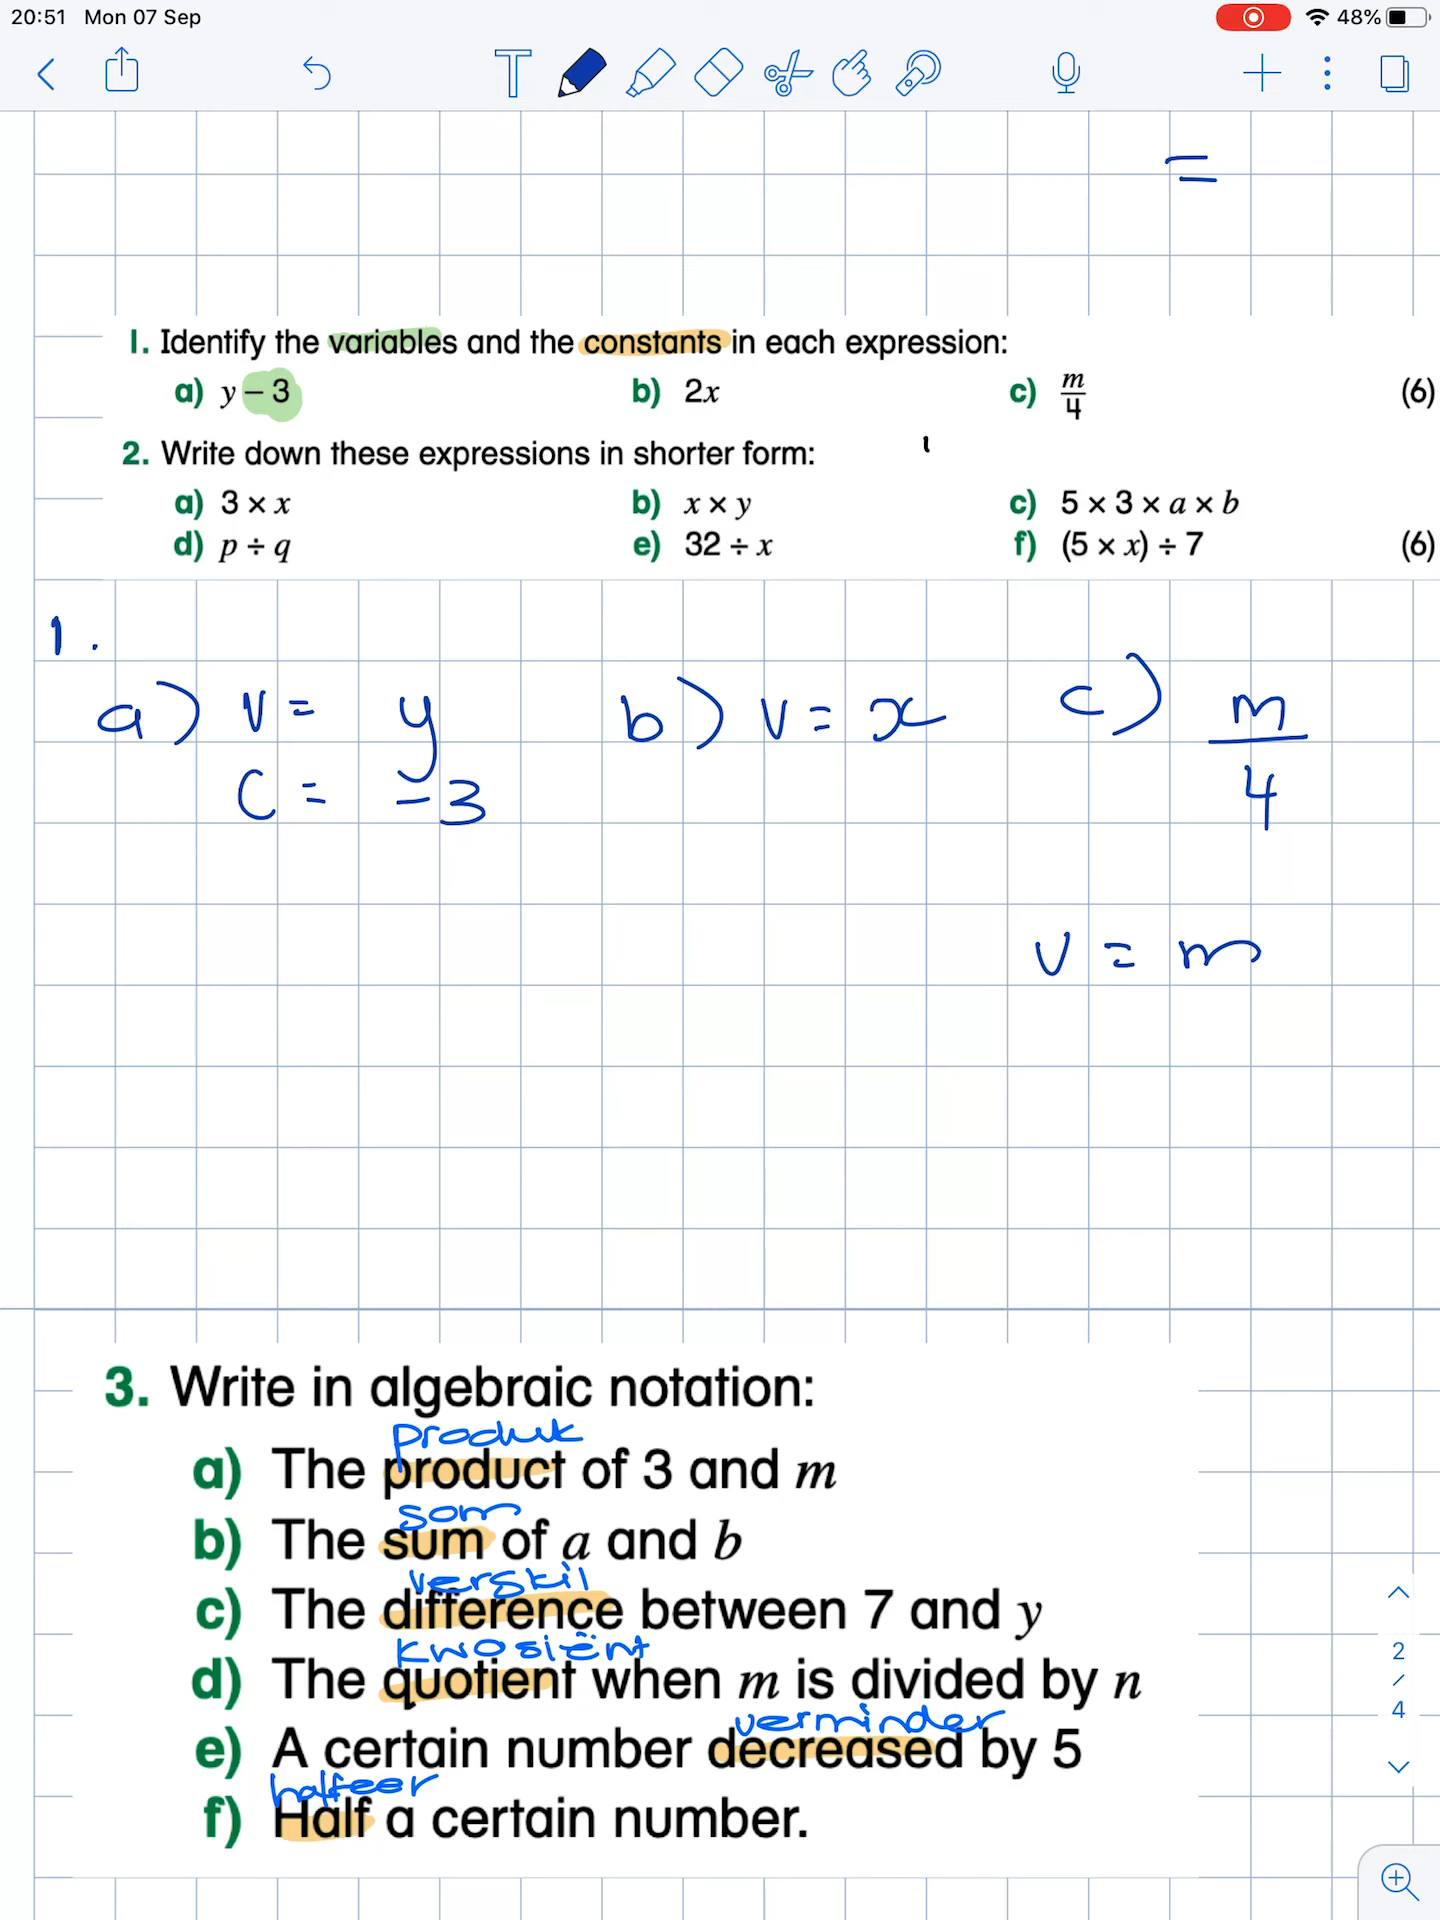 20:51 Mon 07 Sep 48%
T
=
1. Identify the variables and the constants in each expression:
a) y – 3 b) 2x c) m/4 (6)
2. Write down these expressions in shorter form:
a) 3 × x b) x × y c) 5 × 3 × a × b
d) p ÷ q e) 32 ÷ x f) (5 × x) ÷ 7 (6)
1.
a) v = y b) v = x c) m/4
c = -3
v = m
3. Write in algebraic notation:
produk
a) The product of 3 and m
som
b) The sum of a and b
verskil
c) The difference between 7 and y
kwosiënt
d) The quotient when m is divided by n
verminder
e) A certain number decreased by 5
halfeer
f) Half a certain number.
2
/
4